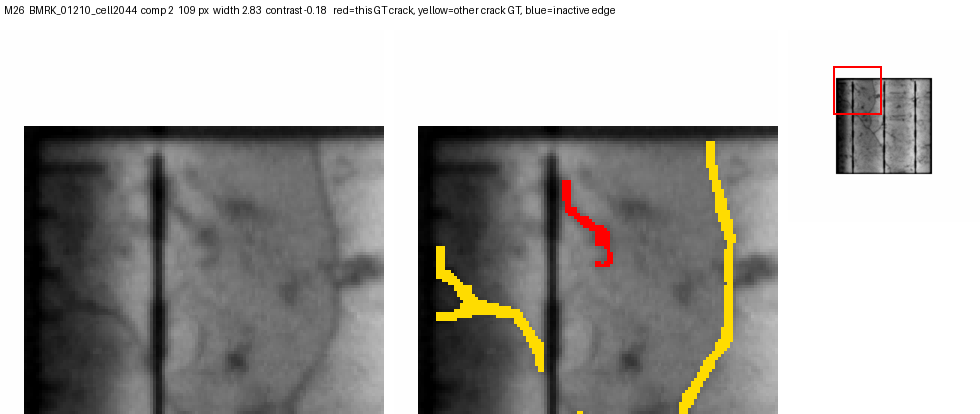 M26 BMRK_01210_cell2044 comp 2 109 px width 2.83 contrast -0.18 red=this GT crack, yellow=other crack GT, blue=inactive edge